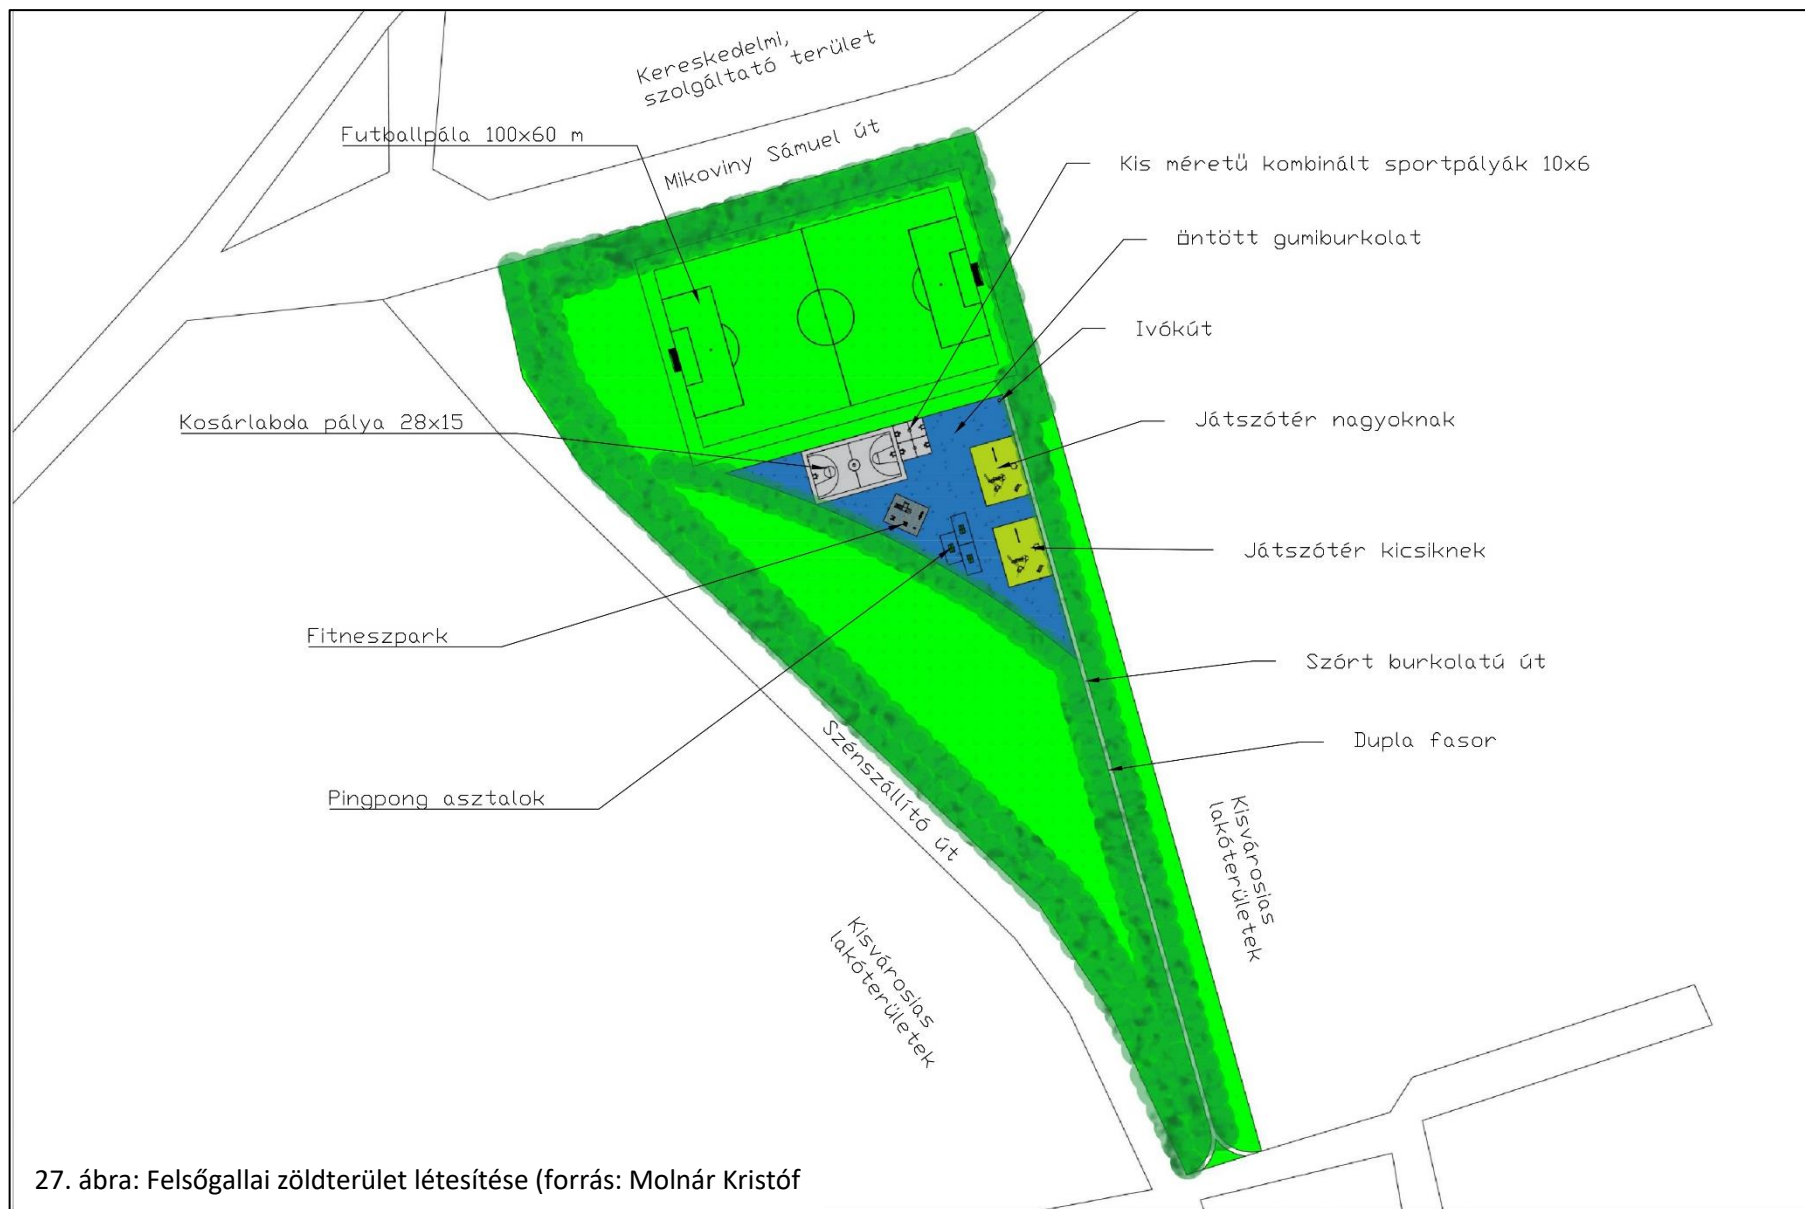 Kereskedelmi,
szolgáltató terület
Futballpála 100x60 m
Mikoviny Sámuel út
Kis méretű kombinált sportpályák 10x6
öntött gumiburkolat
Ivókút
Kosárlabda pálya 28x15
Játszótér nagyoknak
Játszótér kicsiknek
Fitneszpark
Szórt burkolatú út
Dupla fasor
Szénszállító út
Pingpong asztalok
Kisvárosias
lakóterületek
Kisvárosias
lakóterületek
27. ábra: Felsőgallai zöldterület létesítése (forrás: Molnár Kristóf